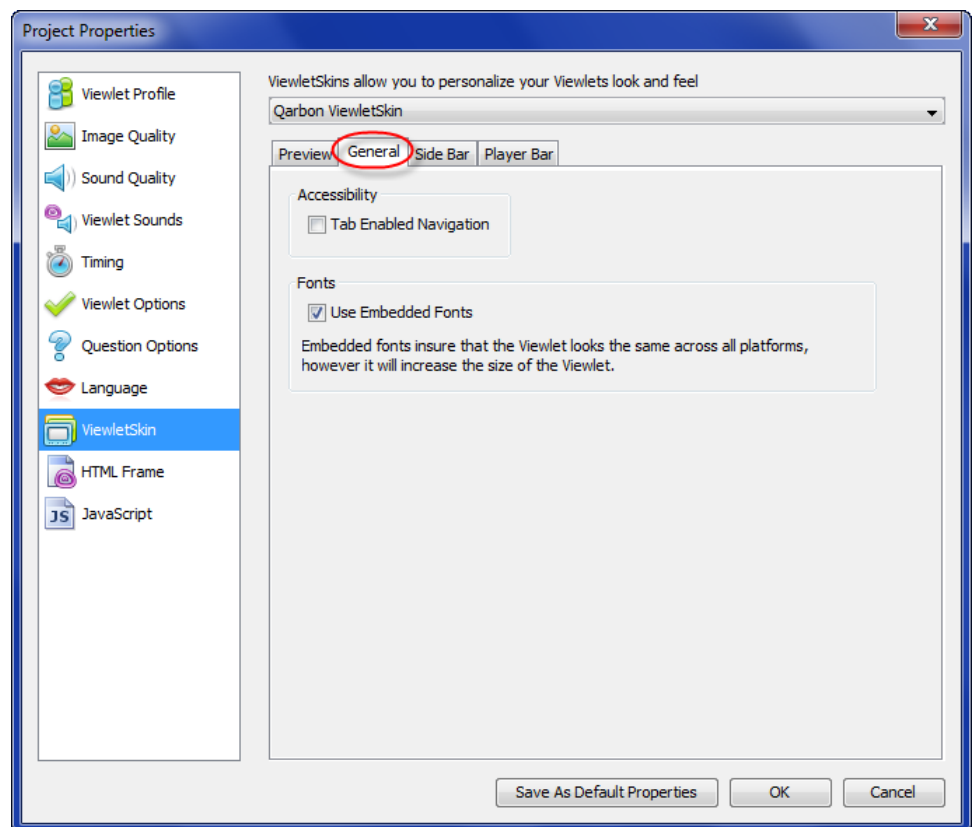 Project Properties
Viewlet Profile
Image Quality
Sound Quality
Viewlet Sounds
Timing
Viewlet Options
Question Options
Language
ViewletSkin
HTML Frame
JS JavaScript
ViewletSkins allow you to personalize your Viewlets look and feel
Qarbon ViewletSkin
Preview General Side Bar Player Bar
Accessibility
Tab Enabled Navigation
Fonts
Use Embedded Fonts
Embedded fonts insure that the Viewlet looks the same across all platforms,
however it will increase the size of the Viewlet.
Save As Default Properties OK Cancel